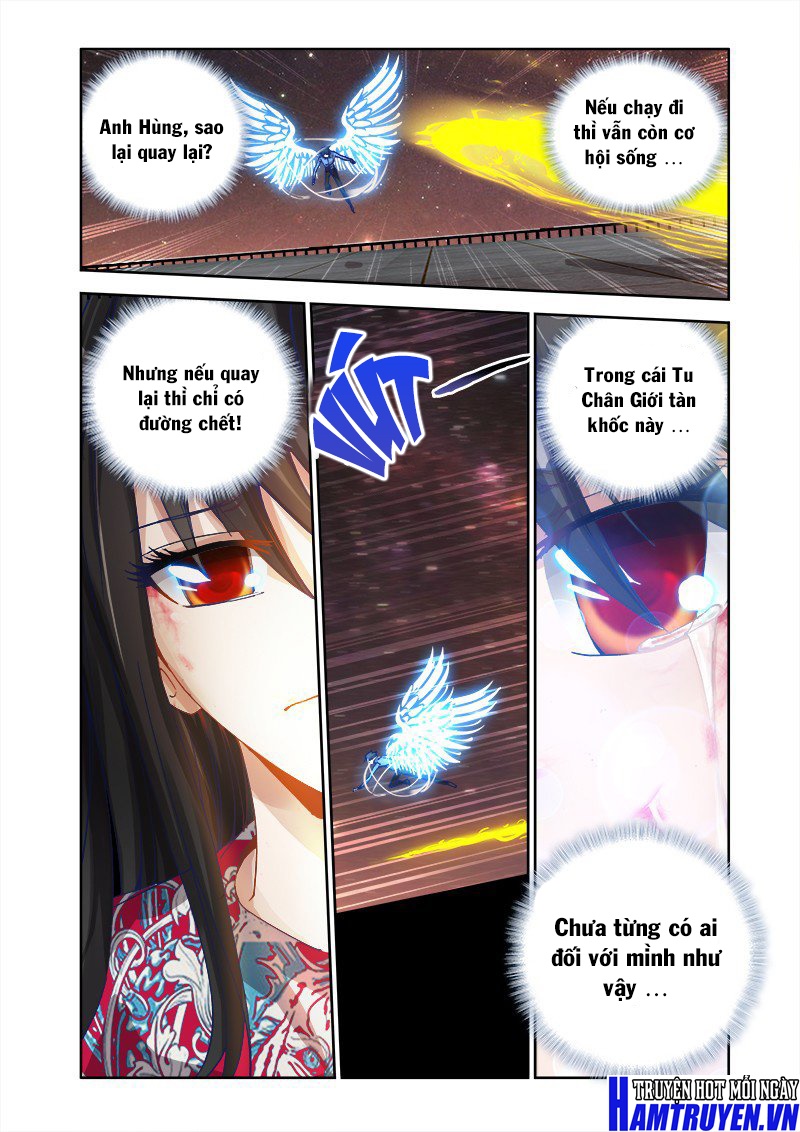 Anh Hùng, sao
lại quay lại?
Nếu chạy đi
thì vẫn còn cơ
hội sống ...
Nhưng nếu quay
lại thì chỉ có
đường chết!
VÚT
Trong cái Tu
Chân Giới tàn
khốc này ...
Chưa từng có ai
đối với mình như
vậy ...
TRUYỆN HOT MỖI NGÀY
HAMTRUYEN.VN